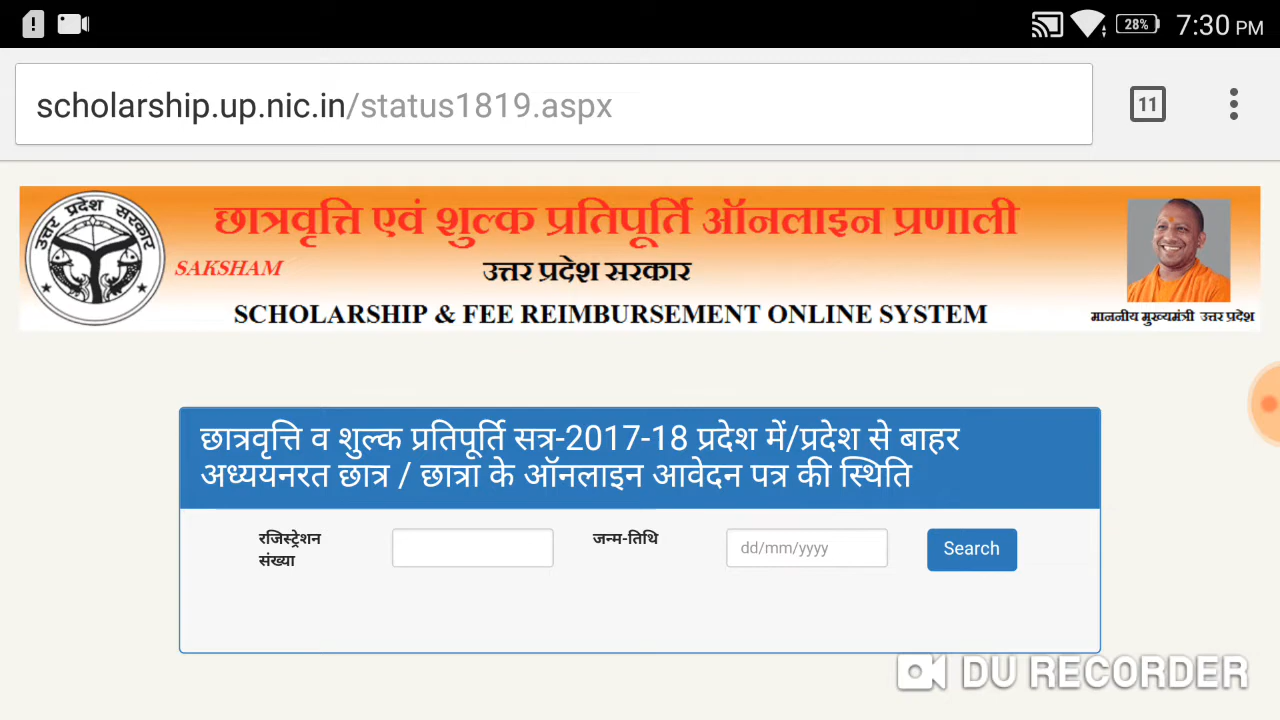 28%
7:30 PM
scholarship.up.nic.in/status1819.aspx
11
उत्तर प्रदेश सरकार
छात्रवृत्ति एवं शुल्क प्रतिपूर्ति ऑनलाइन प्रणाली
SAKSHAM
उत्तर प्रदेश सरकार
SCHOLARSHIP & FEE REIMBURSEMENT ONLINE SYSTEM
माननीय मुख्यमंत्री उत्तर प्रदेश
छात्रवृत्ति व शुल्क प्रतिपूर्ति सत्र-2017-18 प्रदेश में/प्रदेश से बाहर
अध्ययनरत छात्र / छात्रा के ऑनलाइन आवेदन पत्र की स्थिति
रजिस्ट्रेशन
संख्या
जन्म-तिथि
dd/mm/yyyy
Search
DU RECORDER